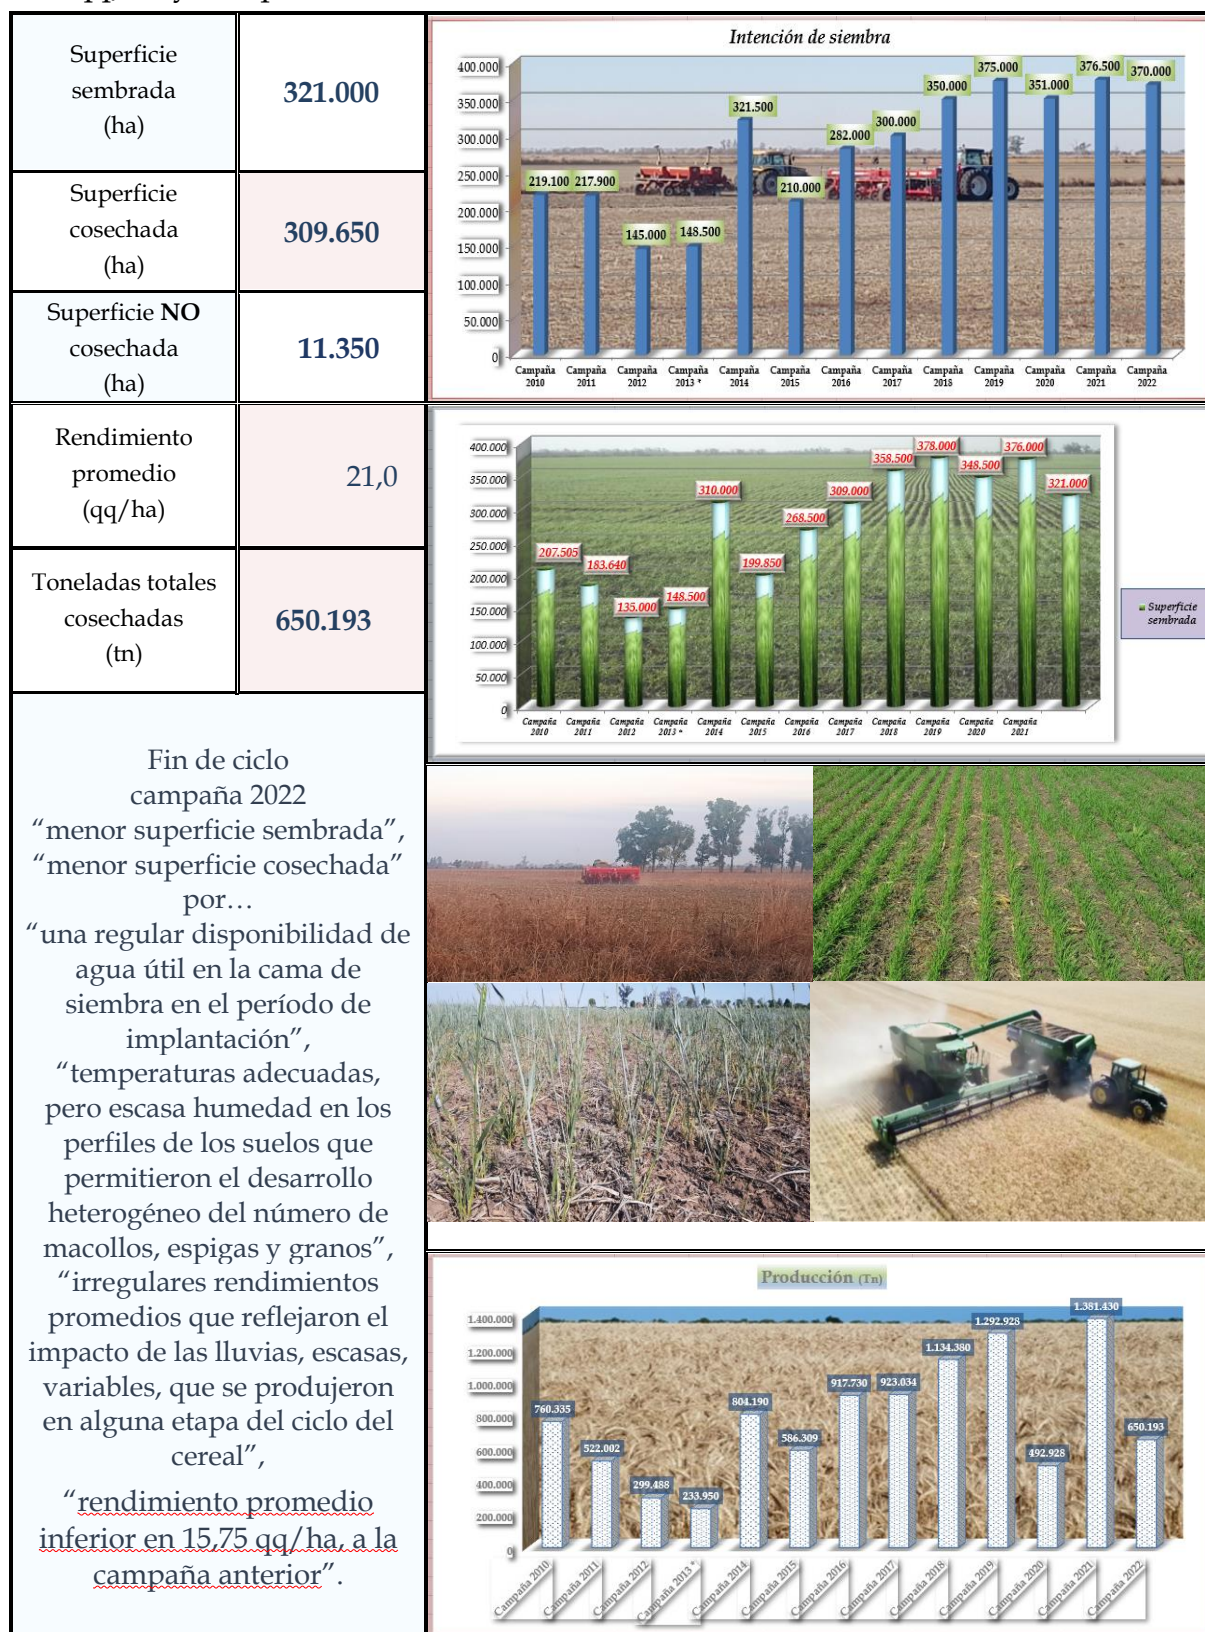 Superficie
sembrada
(ha)
321.000
Superficie
cosechada
(ha)
309.650
Superficie NO
cosechada
(ha)
11.350
Rendimiento
promedio
(qq/ha)
21,0
Toneladas totales
cosechadas
(tn)
650.193
Fin de ciclo
campaña 2022
“menor superficie sembrada”,
“menor superficie cosechada”
por…
“una regular disponibilidad de
agua útil en la cama de
siembra en el período de
implantación”,
“temperaturas adecuadas,
pero escasa humedad en los
perfiles de los suelos que
permitieron el desarrollo
heterogéneo del número de
macollos, espigas y granos”,
“irregulares rendimientos
promedios que reflejaron el
impacto de las lluvias, escasas,
variables, que se produjeron
en alguna etapa del ciclo del
cereal”,
“rendimiento promedio
inferior en 15,75 qq/ha, a la
campaña anterior”.
Intención de siembra
400.000
350.000
300.000
250.000
200.000
150.000
100.000
50.000
0
219.100
217.900
145.000
148.500
321.500
210.000
282.000
300.000
350.000
375.000
351.000
376.500
370.000
Campaña 2010
Campaña 2011
Campaña 2012
Campaña 2013 *
Campaña 2014
Campaña 2015
Campaña 2016
Campaña 2017
Campaña 2018
Campaña 2019
Campaña 2020
Campaña 2021
Campaña 2022
400.000
350.000
300.000
250.000
200.000
150.000
100.000
50.000
0
207.505
183.640
135.000
148.500
310.000
199.850
268.500
309.000
358.500
378.000
348.500
376.000
321.000
Campaña 2010
Campaña 2011
Campaña 2012
Campaña 2013 *
Campaña 2014
Campaña 2015
Campaña 2016
Campaña 2017
Campaña 2018
Campaña 2019
Campaña 2020
Campaña 2021
Superficie
sembrada
Producción (Tn)
1.400.000
1.200.000
1.000.000
800.000
600.000
400.000
200.000
0
760.335
522.002
299.488
233.950
804.190
586.309
917.730
923.034
1.134.380
1.292.928
492.928
1.381.430
650.193
Campaña 2010
Campaña 2011
Campaña 2012
Campaña 2013 *
Campaña 2014
Campaña 2015
Campaña 2016
Campaña 2017
Campaña 2018
Campaña 2019
Campaña 2020
Campaña 2021
Campaña 2022